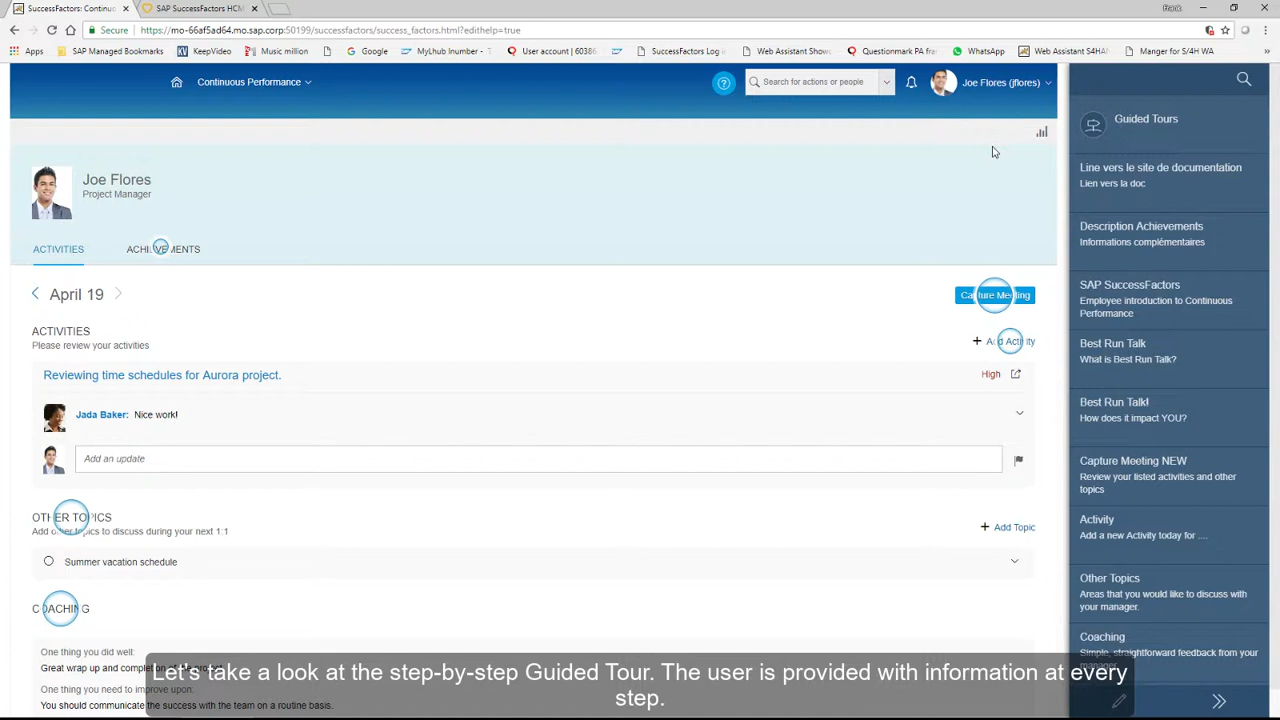 SuccessFactors: Continuo
SAP SuccessFactors HCM
Secure https://mo-66af5ad64.mo.sap.corp:50199/successfactors/success_factors.html?edithelp=true
Apps SAP Managed Bookmarks KeepVideo Music million Google User account | 60386 MyLhub Inumber - T SuccessFactors Log in Web Assistant Show Questionmark PA fra WhatsApp Web Assistant S4HAN Manger for S/4H WA
Continuous Performance
Search for actions or people
Joe Flores (jflores)
Joe Flores
Project Manager
ACTIVITIES ACHIEVEMENTS
April 19
Capture Meeting
ACTIVITIES
Please review your activities
+ Add Activity
Reviewing time schedules for Aurora project.
High
Jada Baker: Nice work!
Add an update
OTHER TOPICS
Add other topics to discuss during your next 1:1
+ Add Topic
Summer vacation schedule
COACHING
One thing you did well:
Great wrap up and completion of the project
One thing you need to improve upon:
You should communicate the success with the team on a routine basis.
Guided Tours
Line vers le site de documentation
Lien vers la doc
Description Achievements
Informations complémentaires
SAP SuccessFactors
Employee introduction to Continuous
Performance
Best Run Talk
What is Best Run Talk?
Best Run Talk!
How does it impact YOU?
Capture Meeting NEW
Review your listed activities and other
topics
Activity
Add a new Activity today for ....
Other Topics
Areas that you would like to discuss with
your manager.
Coaching
Simple, straightforward feedback from your
manager
Let's take a look at the step-by-step Guided Tour. The user is provided with information at every
step.